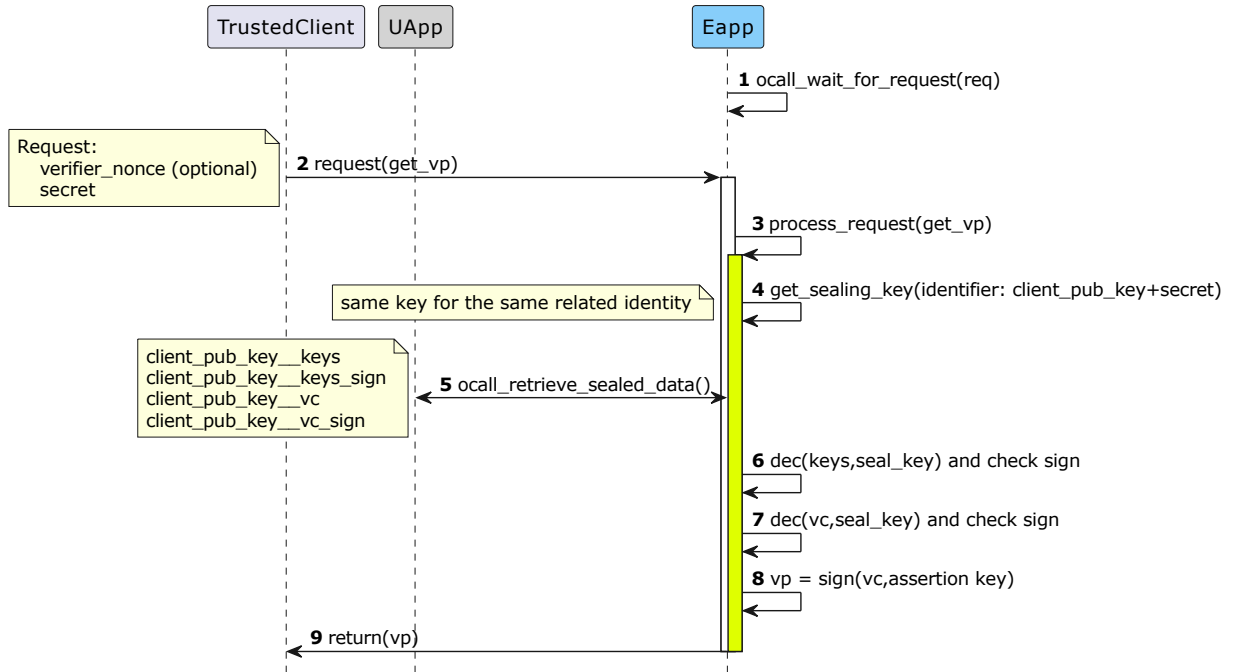 TrustedClient
UApp
Eapp
1 ocall_wait_for_request(req)
Request:
verifier_nonce (optional)
secret
2 request(get_vp)
3 process_request(get_vp)
same key for the same related identity
4 get_sealing_key(identifier: client_pub_key+secret)
client_pub_key__keys
client_pub_key__keys_sign
client_pub_key__vc
client_pub_key__vc_sign
5 ocall_retrieve_sealed_data()
6 dec(keys,seal_key) and check sign
7 dec(vc,seal_key) and check sign
8 vp = sign(vc,assertion key)
9 return(vp)